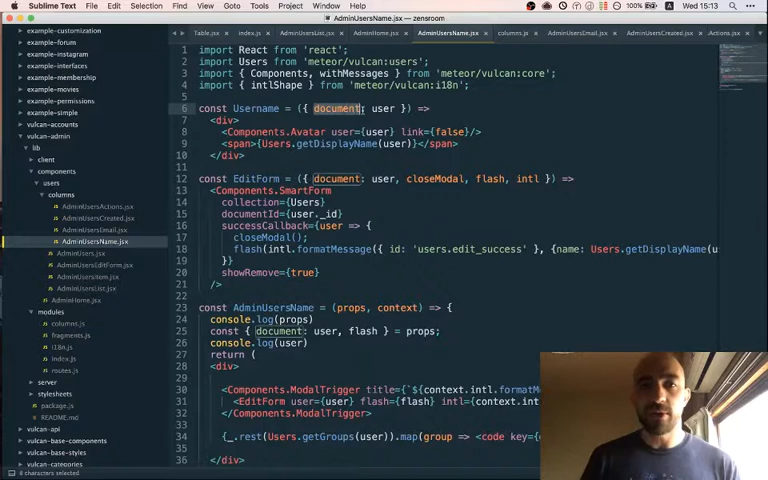 Sublime Text File Edit Selection Find View Goto Tools Project Window Help 100% Wed 15:13
AdminUsersName.jsx — zensroom
Table.jsx index.js AdminUsersList.jsx AdminHome.jsx AdminUsersName.jsx columns.js AdminUsersEmail.jsx AdminUsersCreated.jsx Actions.jsx
example-customization
example-forum
example-instagram
example-interfaces
example-membership
example-movies
example-permissions
example-simple
vulcan-accounts
vulcan-admin
lib
client
components
users
columns
AdminUsersActions.jsx
AdminUsersCreated.jsx
AdminUsersEmail.jsx
AdminUsersName.jsx
AdminUsers.jsx
AdminUsersEditForm.jsx
AdminUsersItem.jsx
AdminUsersList.jsx
AdminHome.jsx
modules
columns.js
fragments.js
i18n.js
index.js
routes.js
server
stylesheets
package.js
README.md
vulcan-api
vulcan-base-components
vulcan-base-styles
vulcan-categories
1 import React from 'react';
2 import Users from 'meteor/vulcan:users';
3 import { Components, withMessages } from 'meteor/vulcan:core';
4 import { intlShape } from 'meteor/vulcan:i18n';
5
6 const Username = ({ document: user }) =>
7 <div>
8 <Components.Avatar user={user} link={false}/>
9 <span>{Users.getDisplayName(user)}</span>
10 </div>
11
12 const EditForm = ({ document: user, closeModal, flash, intl }) =>
13 <Components.SmartForm
14 collection={Users}
15 documentId={user._id}
16 successCallback={user => {
17 closeModal();
18 flash(intl.formatMessage({ id: 'users.edit_success' }, {name: Users.getDisplayName(u
19 }}
20 showRemove={true}
21 />
22
23 const AdminUsersName = (props, context) => {
24 console.log(props)
25 const { document: user, flash } = props;
26 console.log(user)
27 return (
28 <div>
29
30 <Components.ModalTrigger title={`${context.intl.formatM
31 <EditForm user={user} flash={flash} intl={context.int
32 </Components.ModalTrigger>
33
34 {_.rest(Users.getGroups(user)).map(group => <code key={
35
36 </div>
8 characters selected